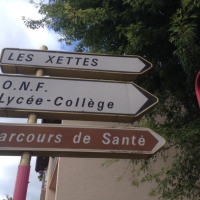 LES XETTES
O.N.F.
Lycée-Collège
arcours de Santé